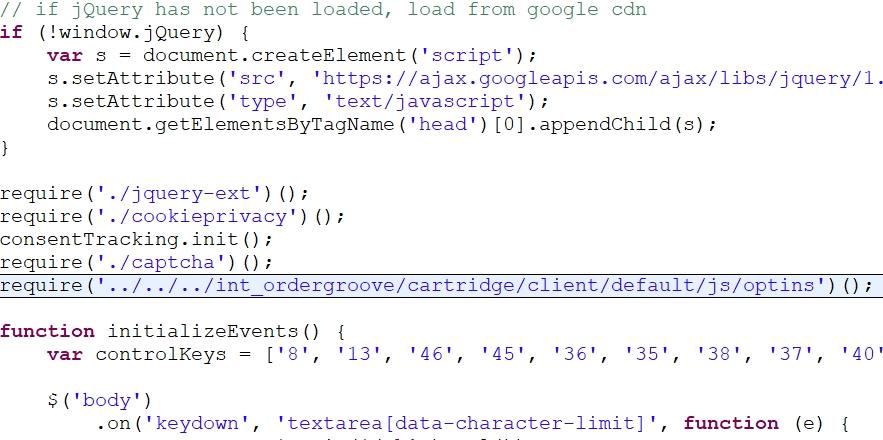 // if jQuery has not been loaded, load from google cdn
if (!window.jQuery) {
    var s = document.createElement('script');
    s.setAttribute('src', 'https://ajax.googleapis.com/ajax/libs/jquery/1.
    s.setAttribute('type', 'text/javascript');
    document.getElementsByTagName('head')[0].appendChild(s);
}

require('./jquery-ext')();
require('./cookieprivacy')();
consentTracking.init();
require('./captcha')();
require('../../../int_ordergroove/cartridge/client/default/js/optins')();

function initializeEvents() {
    var controlKeys = ['8', '13', '46', '45', '36', '35', '38', '37', '40'

    $('body')
        .on('keydown', 'textarea[data-character-limit]', function (e) {